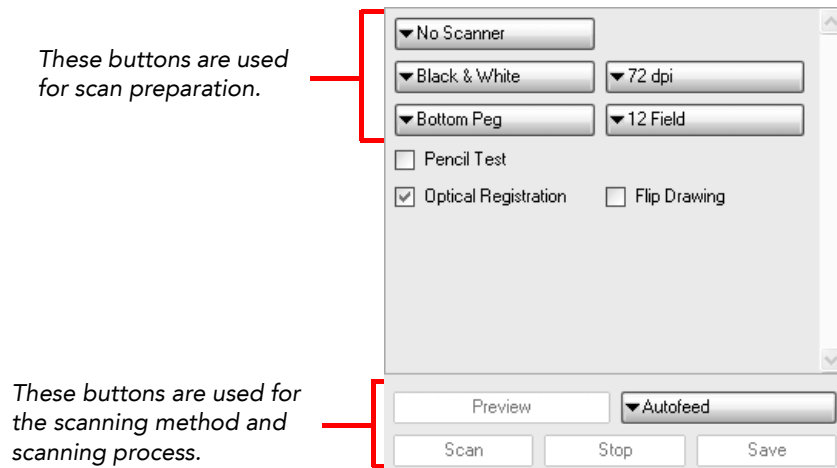 These buttons are used
for scan preparation.
No Scanner
Black & White
72 dpi
Bottom Peg
12 Field
Pencil Test
Optical Registration
Flip Drawing
These buttons are used for
the scanning method and
scanning process.
Preview
Autofeed
Scan
Stop
Save